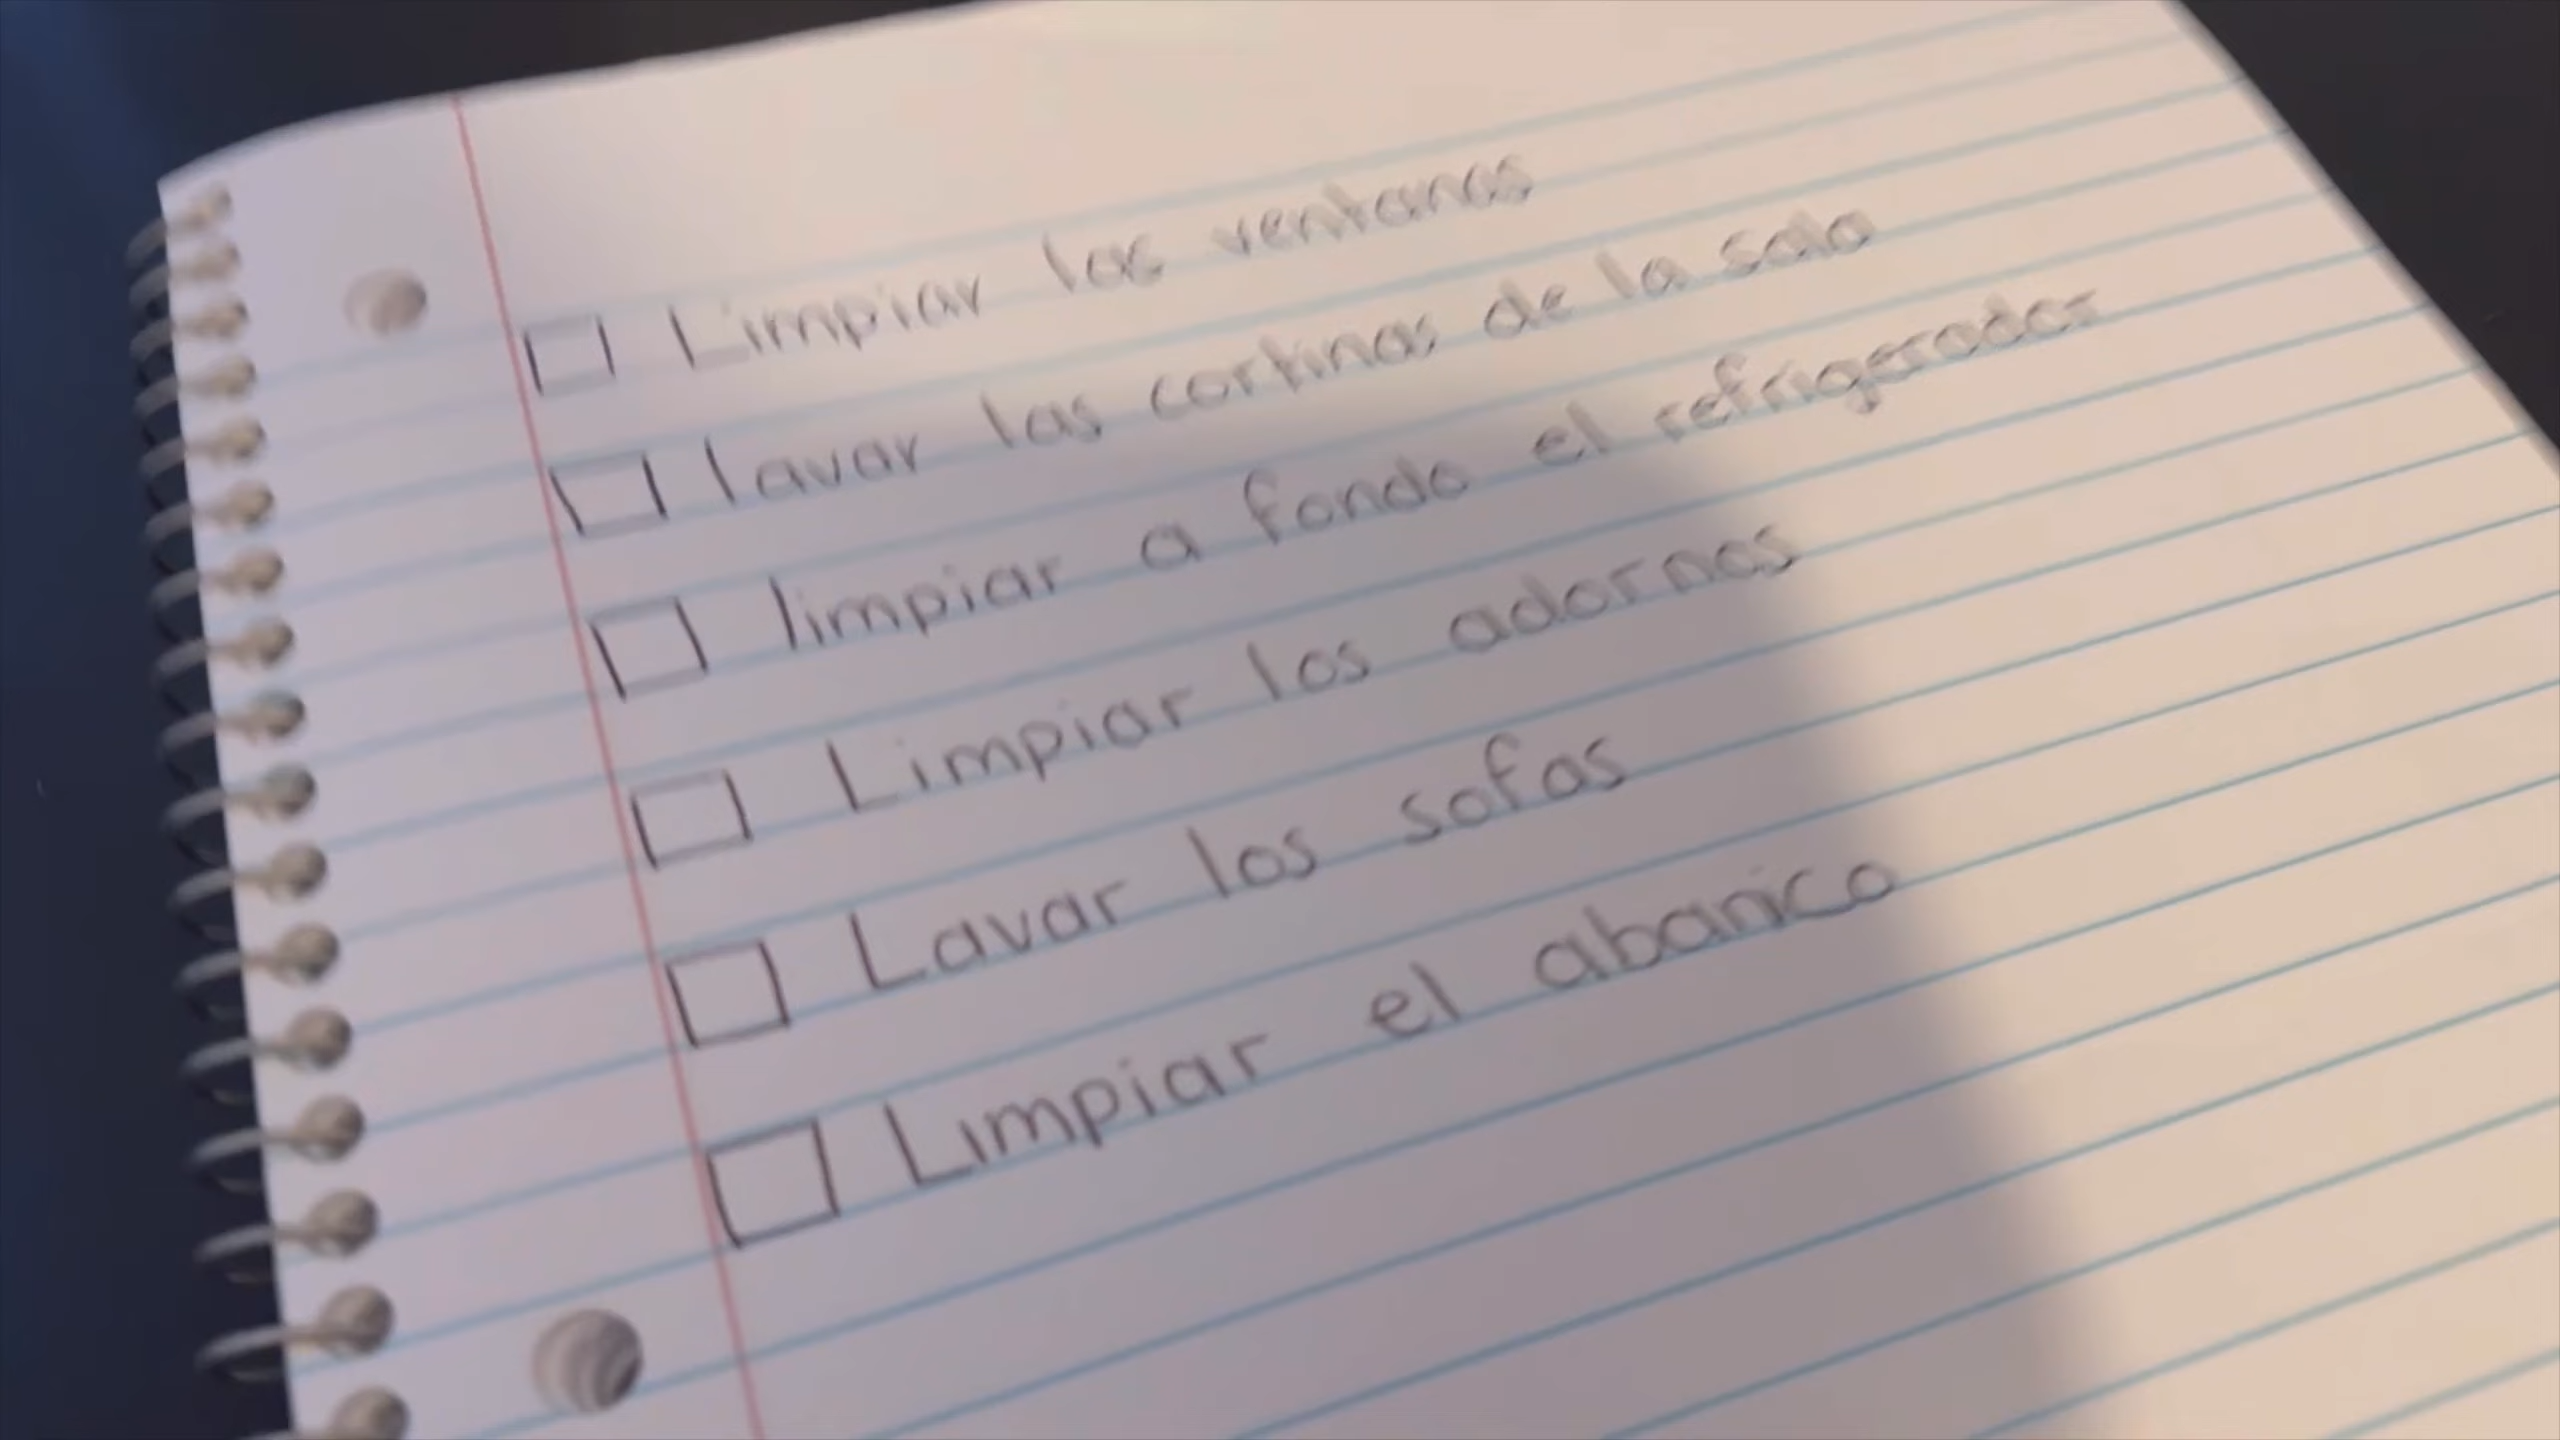 Limpiar las ventanas
lavar las cortinas de la sala
limpiar a fondo el refrigerador
Limpiar los adornos
Lavar los sofas
Limpiar el abanico